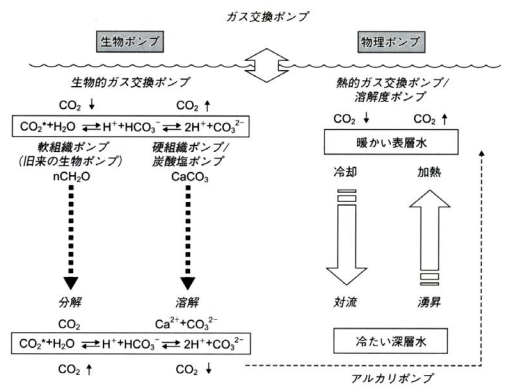 ガス交換ポンプ
生物ポンプ
物理ポンプ
生物的ガス交換ポンプ
熱的ガス交換ポンプ/
溶解度ポンプ
CO₂ ↓
CO₂ ↑
CO₂ ↓
CO₂ ↑
CO₂*+H₂O ⇄ H⁺+HCO₃⁻ ⇄ 2H⁺+CO₃²⁻
暖かい表層水
軟組織ポンプ
(旧来の生物ポンプ)
nCH₂O
硬組織ポンプ/
炭酸塩ポンプ
CaCO₃
冷却
加熱
分解
溶解
対流
湧昇
CO₂
Ca²⁺+CO₃²⁻
CO₂*+H₂O ⇄ H⁺+HCO₃⁻ ⇄ 2H⁺+CO₃²⁻
冷たい深層水
CO₂ ↑
CO₂ ↓
アルカリポンプ